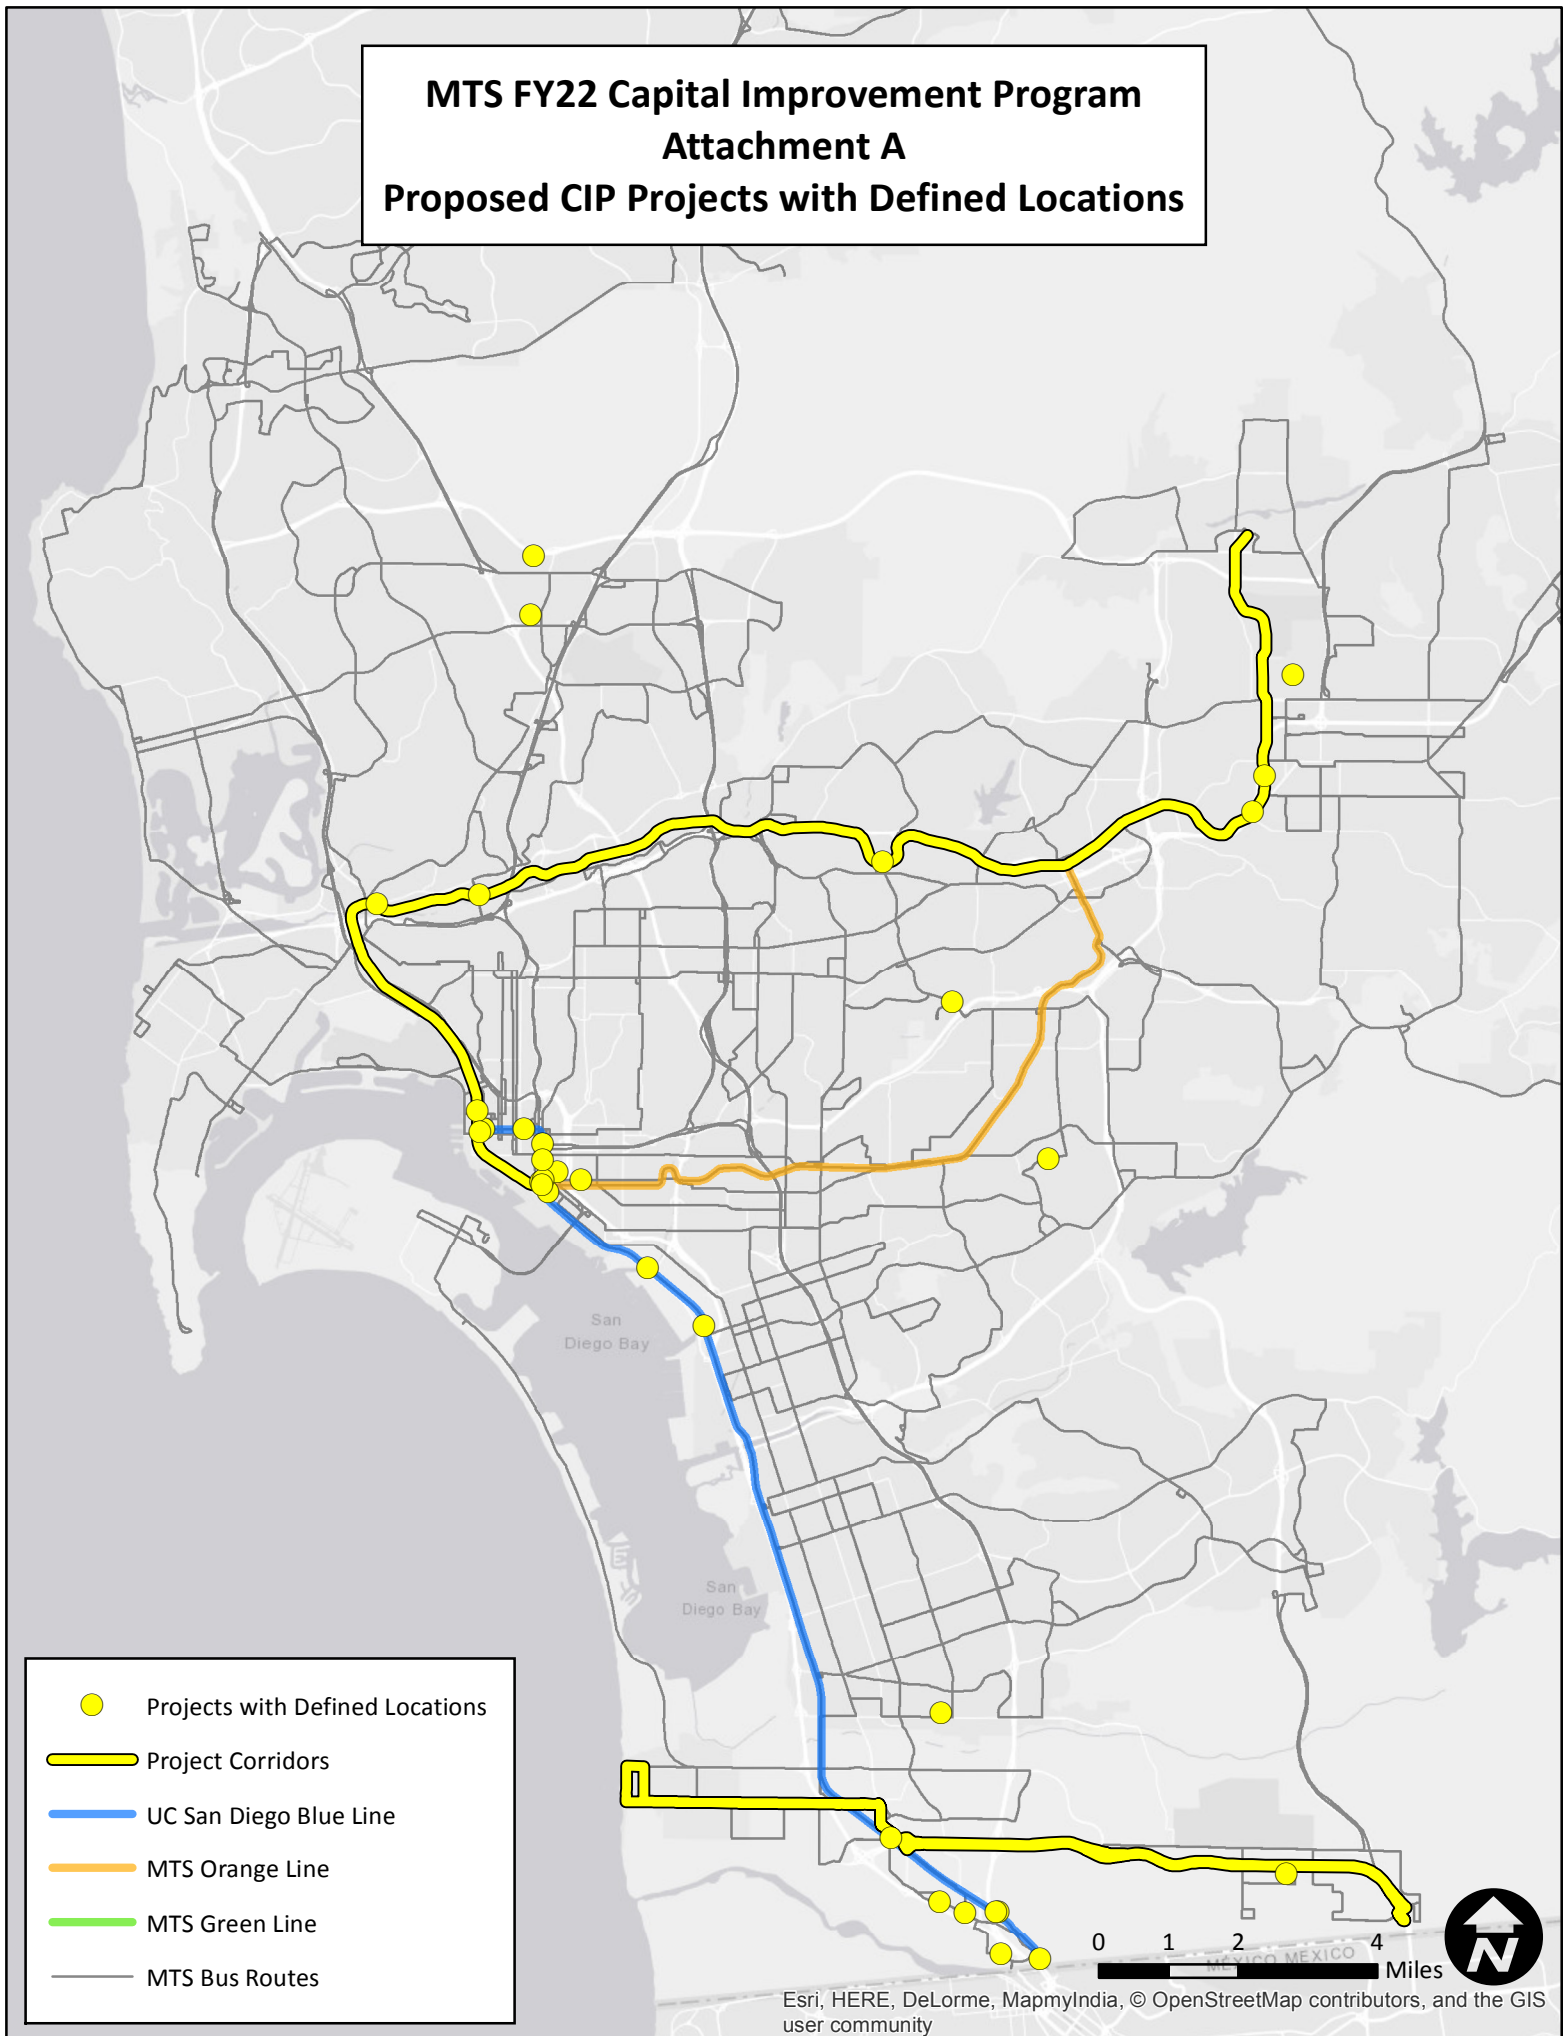 MTS FY22 Capital Improvement Program
Attachment A
Proposed CIP Projects with Defined Locations
San
Diego Bay
San
Diego Bay
Projects with Defined Locations
Project Corridors
UC San Diego Blue Line
MTS Orange Line
MTS Green Line
MTS Bus Routes
0 1 2 4
Miles
MÉXICO MEXICO
N
Esri, HERE, DeLorme, MapmyIndia, © OpenStreetMap contributors, and the GIS
user community